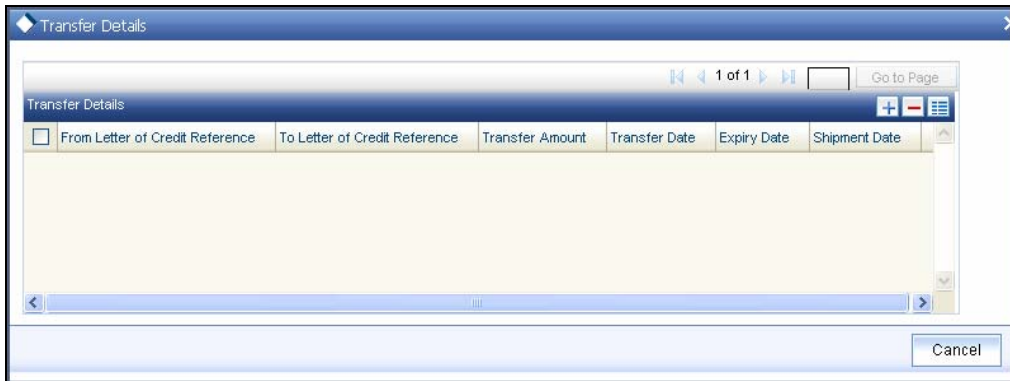 Transfer Details
1 of 1 Go to Page
Transfer Details
From Letter of Credit Reference To Letter of Credit Reference Transfer Amount Transfer Date Expiry Date Shipment Date
Cancel